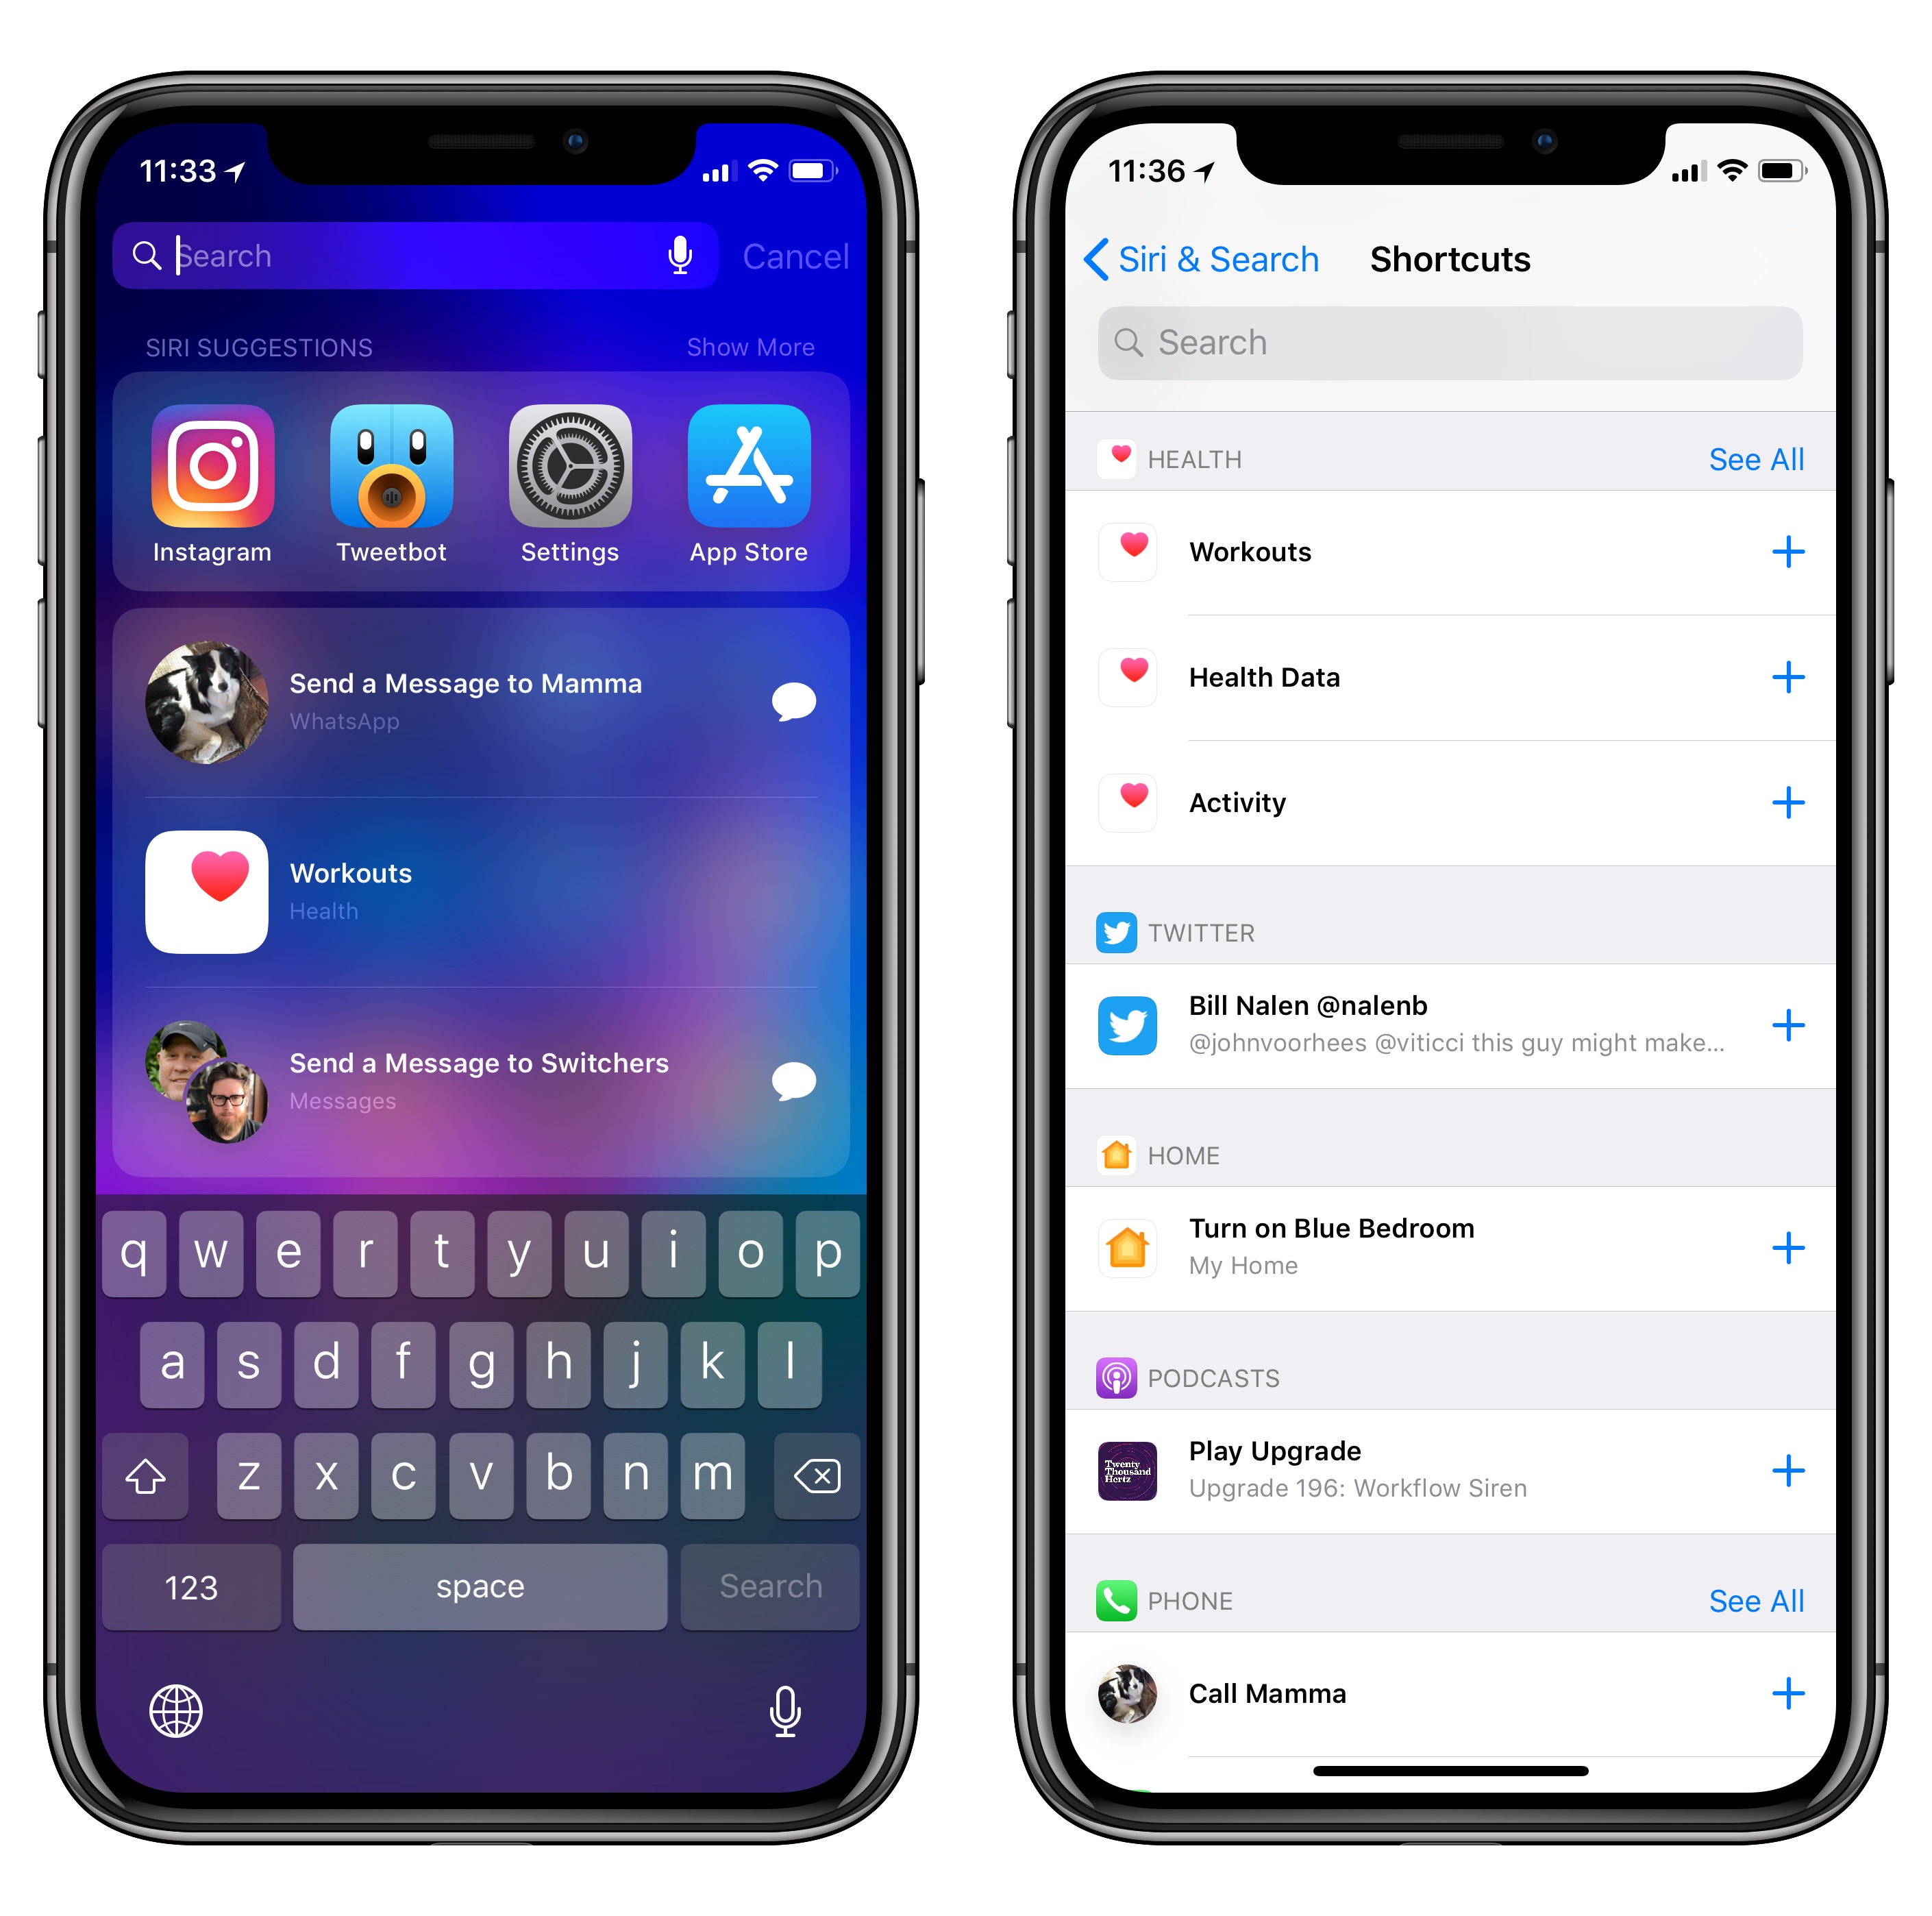 11:33
Search
Cancel
SIRI SUGGESTIONS
Show More
Instagram
Tweetbot
Settings
App Store
Send a Message to Mamma
WhatsApp
Workouts
Health
Send a Message to Switchers
Messages
q w e r t y u i o p
a s d f g h j k l
z x c v b n m
123
space
Search
11:36
Siri & Search
Shortcuts
Search
HEALTH
See All
Workouts
Health Data
Activity
TWITTER
Bill Nalen @nalenb
@johnvoorhees @viticci this guy might make...
HOME
Turn on Blue Bedroom
My Home
PODCASTS
Twenty
Thousand
Hertz
Play Upgrade
Upgrade 196: Workflow Siren
PHONE
See All
Call Mamma